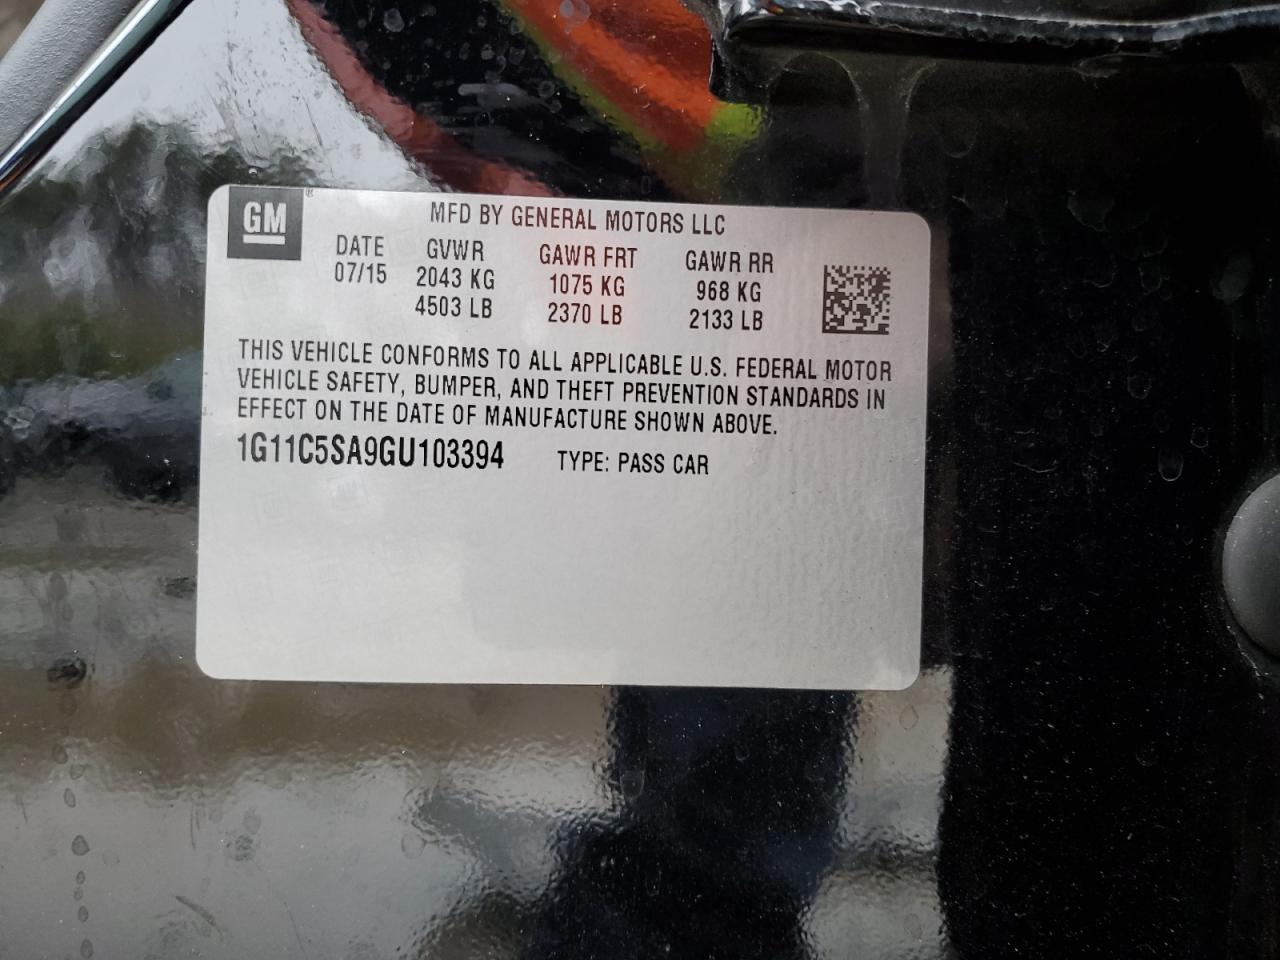 GM ®
MFD BY GENERAL MOTORS LLC
DATE GVWR GAWR FRT GAWR RR
07/15 2043 KG 1075 KG 968 KG
4503 LB 2370 LB 2133 LB
THIS VEHICLE CONFORMS TO ALL APPLICABLE U.S. FEDERAL MOTOR
VEHICLE SAFETY, BUMPER, AND THEFT PREVENTION STANDARDS IN
EFFECT ON THE DATE OF MANUFACTURE SHOWN ABOVE.
1G11C5SA9GU103394 TYPE: PASS CAR